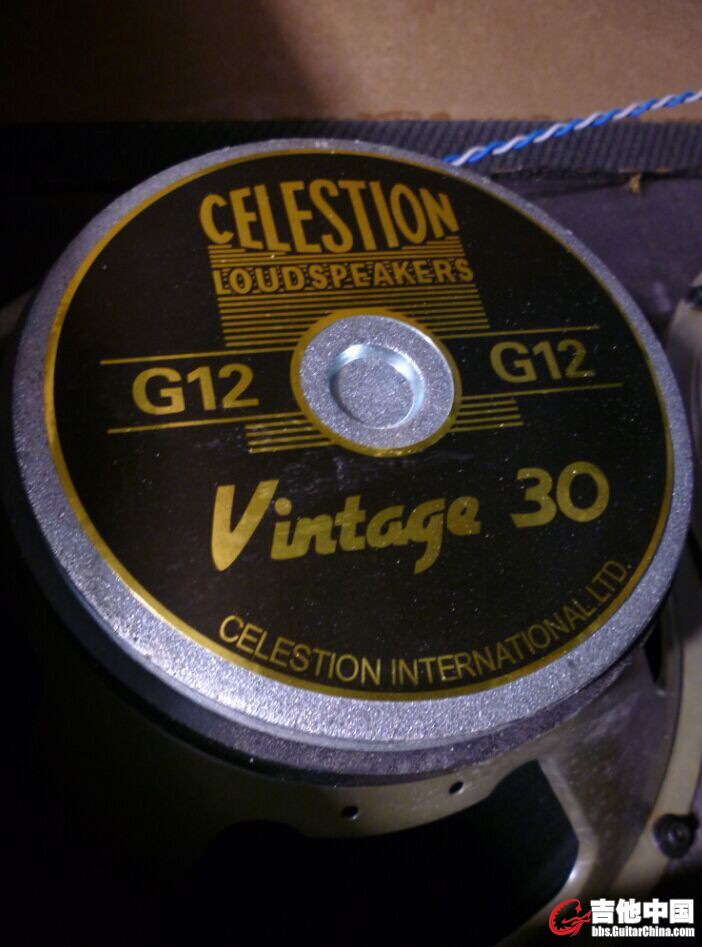 CELESTION
LOUDSPEAKERS
G12 G12
Vintage 30
CELESTION INTERNATIONAL LTD.
吉他中国
bbs.GuitarChina.com